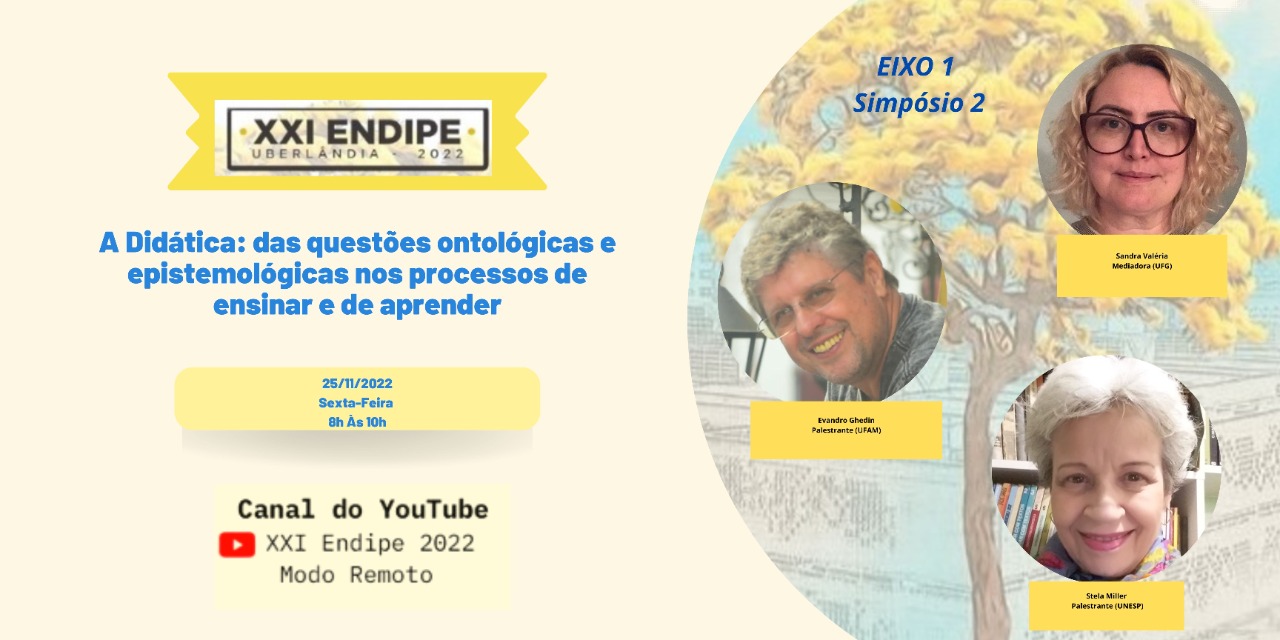 XXI ENDIPE
UBERLÂNDIA - 2022
A Didática: das questões ontológicas e
epistemológicas nos processos de
ensinar e de aprender
25/11/2022
Sexta-Feira
8h Às 10h
Canal do YouTube
XXI Endipe 2022
Modo Remoto
EIXO 1
Simpósio 2
Sandra Valéria
Mediadora (UFG)
Evandro Ghedin
Palestrante (UFAM)
Stela Miller
Palestrante (UNESP)